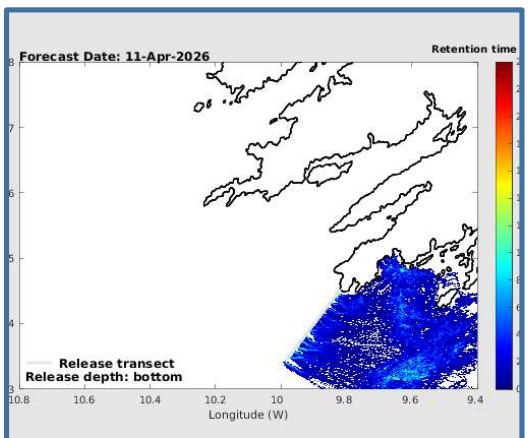 Forecast Date: 11-Apr-2026
Retention time
8
7
6
5
4
3
Release transect
Release depth: bottom
10.8
10.6
10.4
10.2
10
9.8
9.6
9.4
Longitude (W)